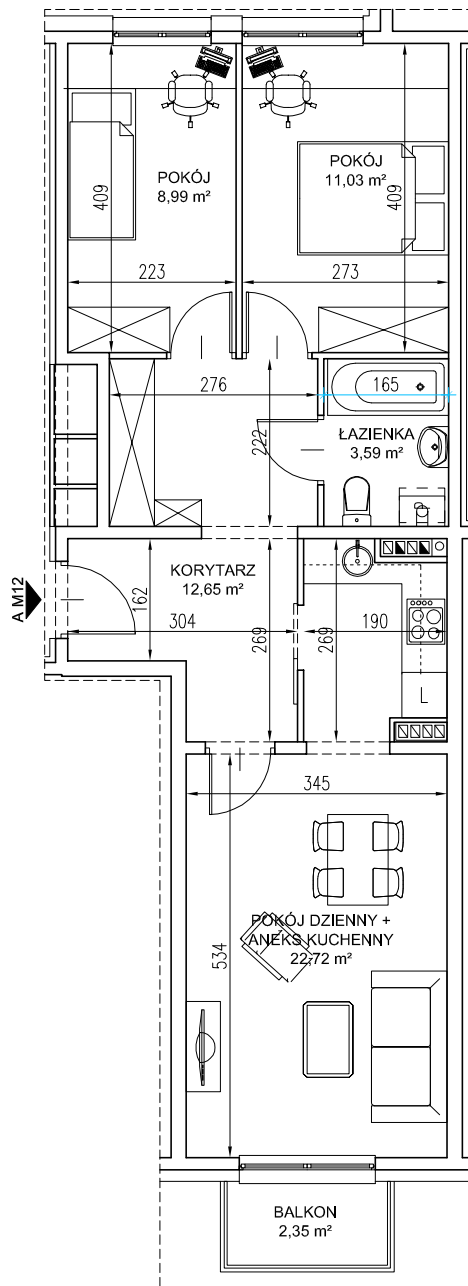 POKÓJ
8,99 m²
POKÓJ
11,03 m²
409
409
223
273
276
165
222
ŁAZIENKA
3,59 m²
KORYTARZ
12,65 m²
A M12
162
304
269
269
190
L
345
534
POKÓJ DZIENNY +
ANEKS KUCHENNY
22,72 m²
BALKON
2,35 m²